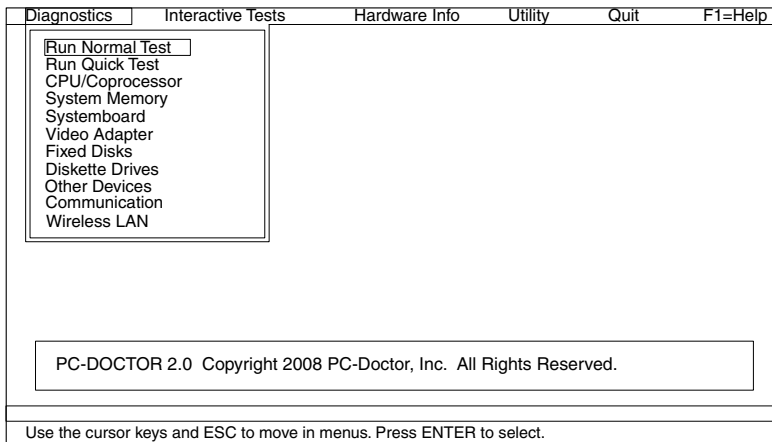 Diagnostics Interactive Tests Hardware Info Utility Quit F1=Help
Run Normal Test
Run Quick Test
CPU/Coprocessor
System Memory
Systemboard
Video Adapter
Fixed Disks
Diskette Drives
Other Devices
Communication
Wireless LAN
PC-DOCTOR 2.0 Copyright 2008 PC-Doctor, Inc. All Rights Reserved.
Use the cursor keys and ESC to move in menus. Press ENTER to select.